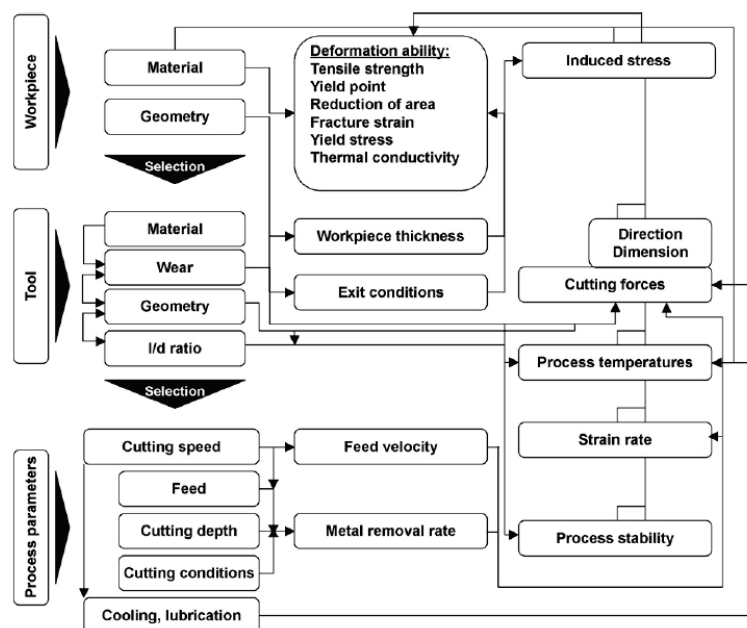 Workpiece
Material
Geometry
Selection
Deformation ability:
Tensile strength
Yield point
Reduction of area
Fracture strain
Yield stress
Thermal conductivity
Induced stress
Tool
Material
Wear
Geometry
l/d ratio
Selection
Workpiece thickness
Exit conditions
Direction
Dimension
Cutting forces
Process temperatures
Strain rate
Process stability
Process parameters
Cutting speed
Feed
Cutting depth
Cutting conditions
Cooling, lubrication
Feed velocity
Metal removal rate